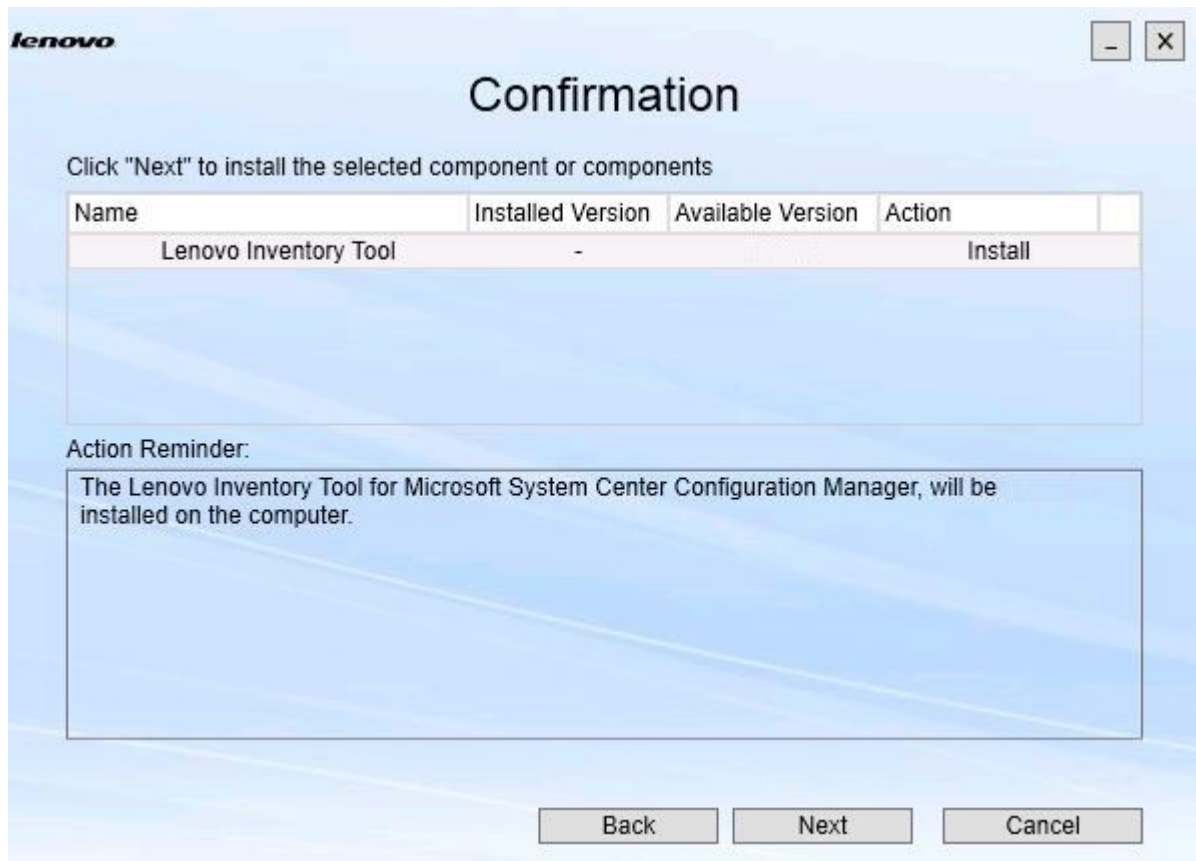 lenovo
_ X
Confirmation
Click "Next" to install the selected component or components
Name Installed Version Available Version Action
Lenovo Inventory Tool - Install
Action Reminder:
The Lenovo Inventory Tool for Microsoft System Center Configuration Manager, will be
installed on the computer.
Back Next Cancel